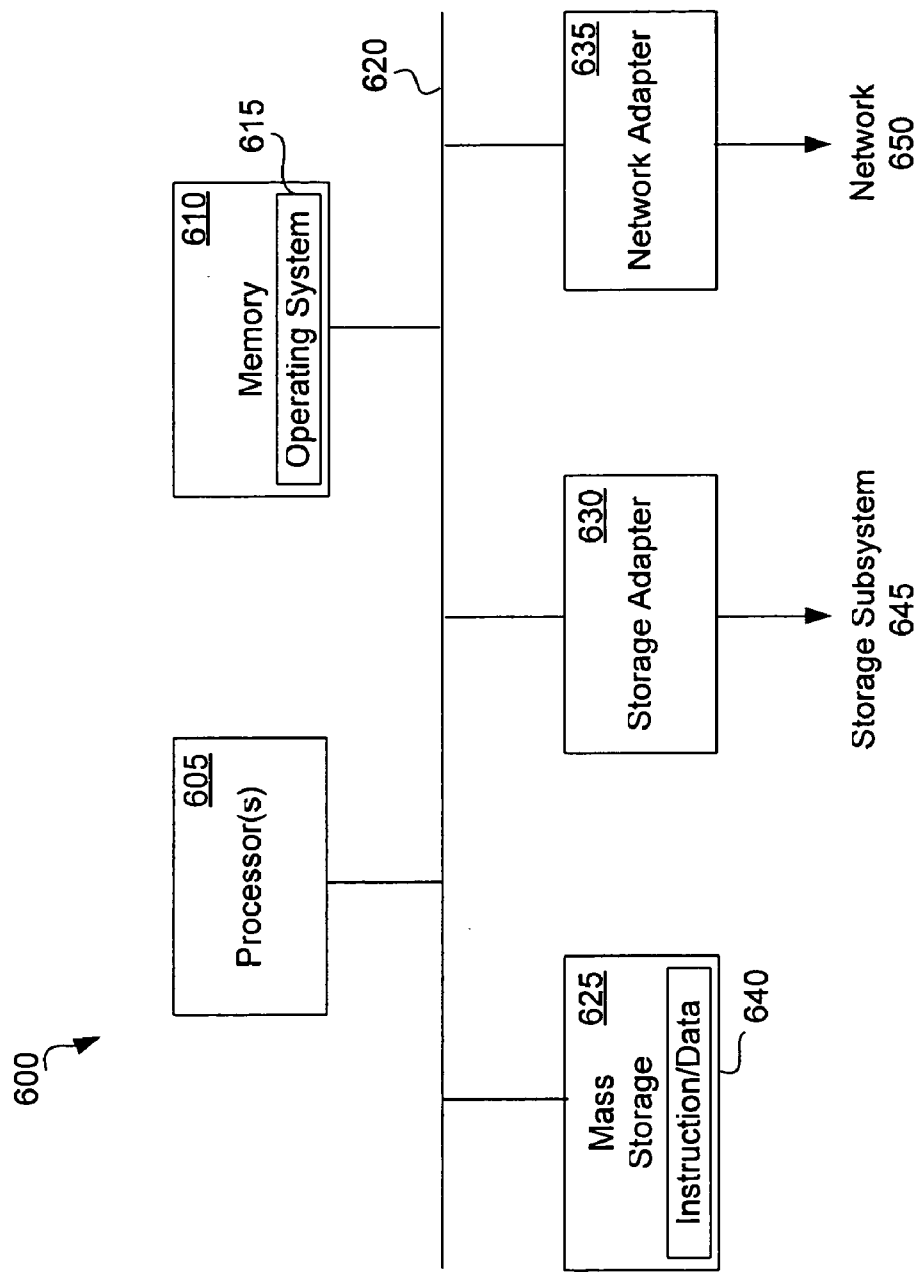 600
605
Processor(s)
610
Memory
Operating System
615
620
625
Mass
Storage
Instruction/Data
640
630
Storage Adapter
635
Network Adapter
Storage Subsystem
645
Network
650